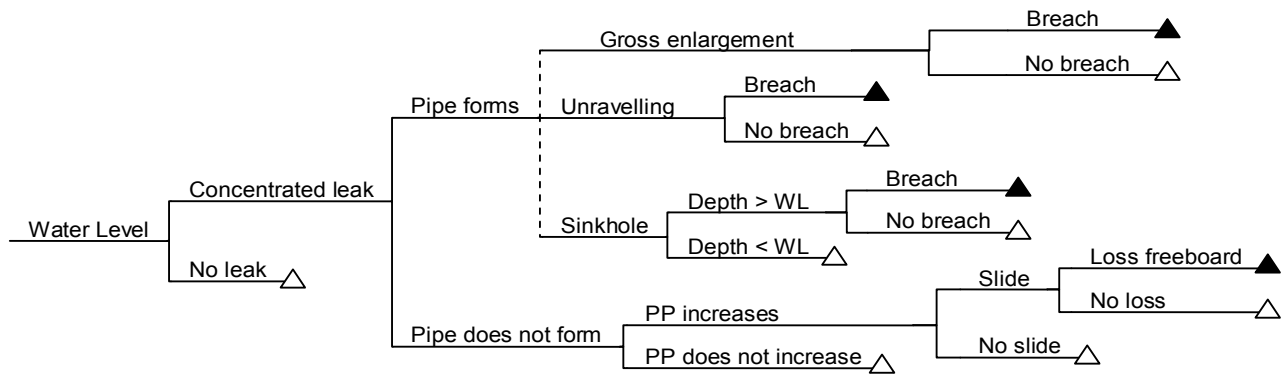 Breach
Gross enlargement
No breach
Breach
Pipe forms
Unravelling
No breach
Breach
Concentrated leak
Depth > WL
No breach
Water Level
Sinkhole
Depth < WL
Loss freeboard
No leak
Slide
No loss
PP increases
Pipe does not form
No slide
PP does not increase